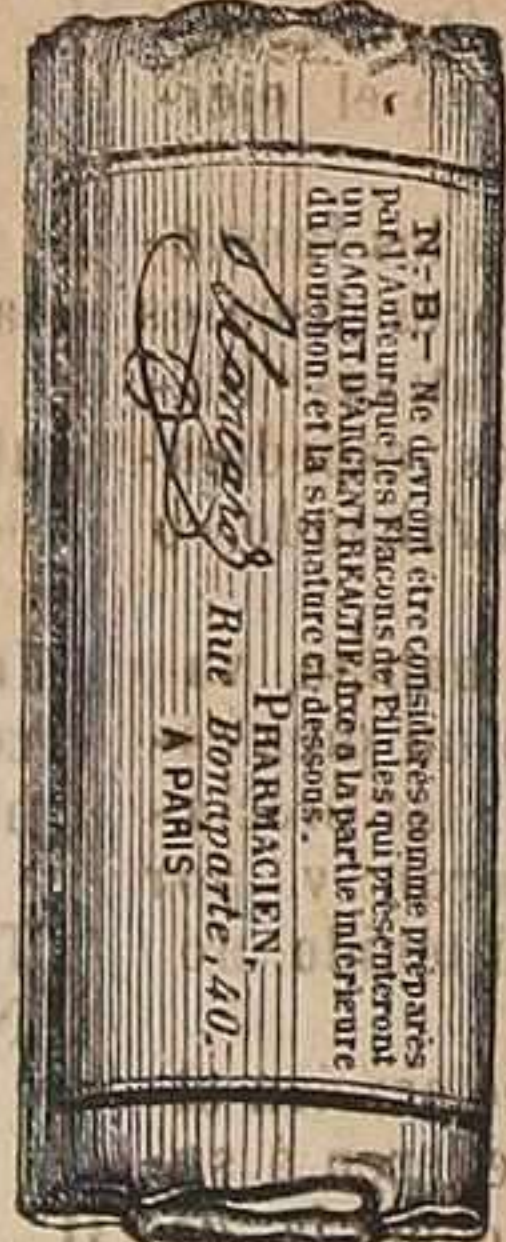 N.-B.- Ne devront être considérés comme préparés
par l'Auteur que les Flacons de Pilules qui présenteront
un CACHET D'ARGENT RÉACTIF, fixé a la partie inférieure
du bouchon, et la signature ci-dessous.
PHARMACIEN,
Rue Bonaparte, 40.
A PARIS